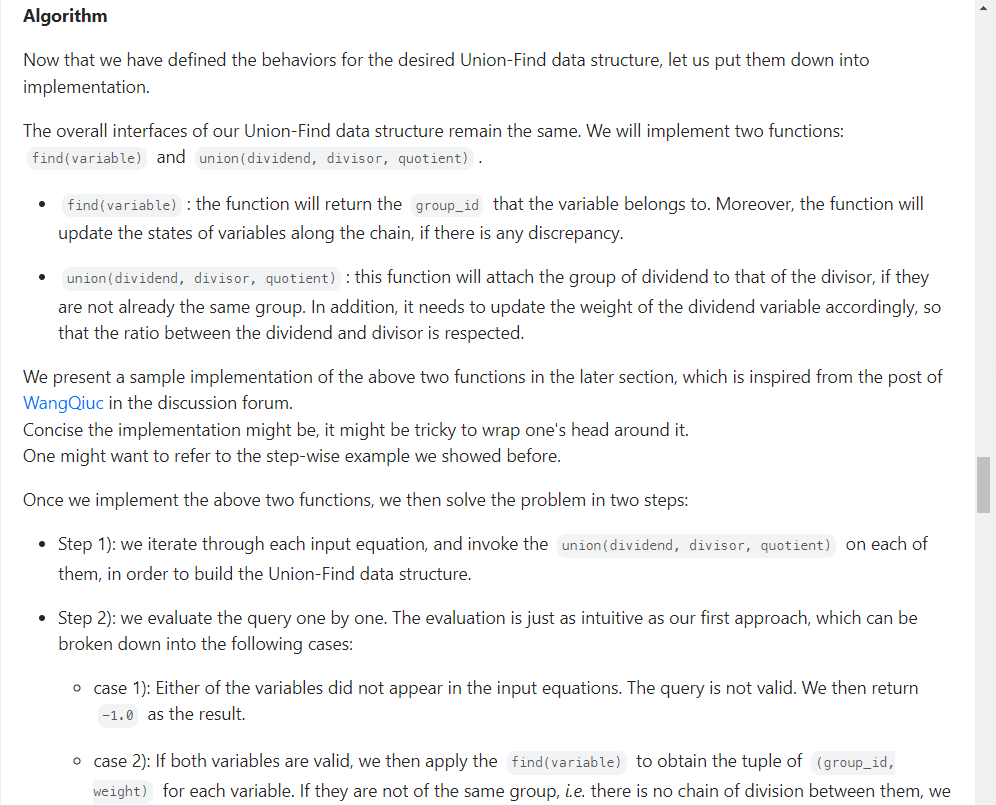 Algorithm
Now that we have defined the behaviors for the desired Union-Find data structure, let us put them down into
implementation.
The overall interfaces of our Union-Find data structure remain the same. We will implement two functions:
find(variable) and union(dividend, divisor, quotient) .
• find(variable) : the function will return the group_id that the variable belongs to. Moreover, the function will
update the states of variables along the chain, if there is any discrepancy.
• union(dividend, divisor, quotient) : this function will attach the group of dividend to that of the divisor, if they
are not already the same group. In addition, it needs to update the weight of the dividend variable accordingly, so
that the ratio between the dividend and divisor is respected.
We present a sample implementation of the above two functions in the later section, which is inspired from the post of
WangQiuc in the discussion forum.
Concise the implementation might be, it might be tricky to wrap one's head around it.
One might want to refer to the step-wise example we showed before.
Once we implement the above two functions, we then solve the problem in two steps:
• Step 1): we iterate through each input equation, and invoke the union(dividend, divisor, quotient) on each of
them, in order to build the Union-Find data structure.
• Step 2): we evaluate the query one by one. The evaluation is just as intuitive as our first approach, which can be
broken down into the following cases:
◦ case 1): Either of the variables did not appear in the input equations. The query is not valid. We then return
-1.0 as the result.
◦ case 2): If both variables are valid, we then apply the find(variable) to obtain the tuple of (group_id,
weight) for each variable. If they are not of the same group, i.e. there is no chain of division between them, we